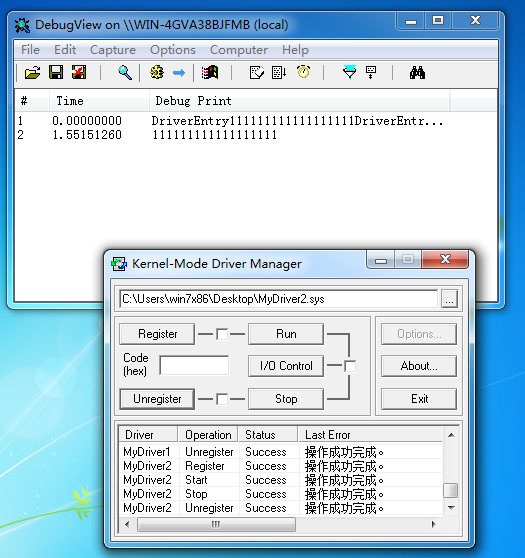 DebugView on \\WIN-4GVA38BJFMB (local)
File Edit Capture Options Computer Help
# Time Debug Print
1 0.00000000 DriverEntry111111111111111111DriverEntr...
2 1.55151260 111111111111111111
Kernel-Mode Driver Manager
C:\Users\win7x86\Desktop\MyDriver2.sys ...
Register Run Options...
Code (hex) I/O Control About...
Unregister Stop Exit
Driver Operation Status Last Error
MyDriver1 Unregister Success 操作成功完成。
MyDriver2 Register Success 操作成功完成。
MyDriver2 Start Success 操作成功完成。
MyDriver2 Stop Success 操作成功完成。
MyDriver2 Unregister Success 操作成功完成。